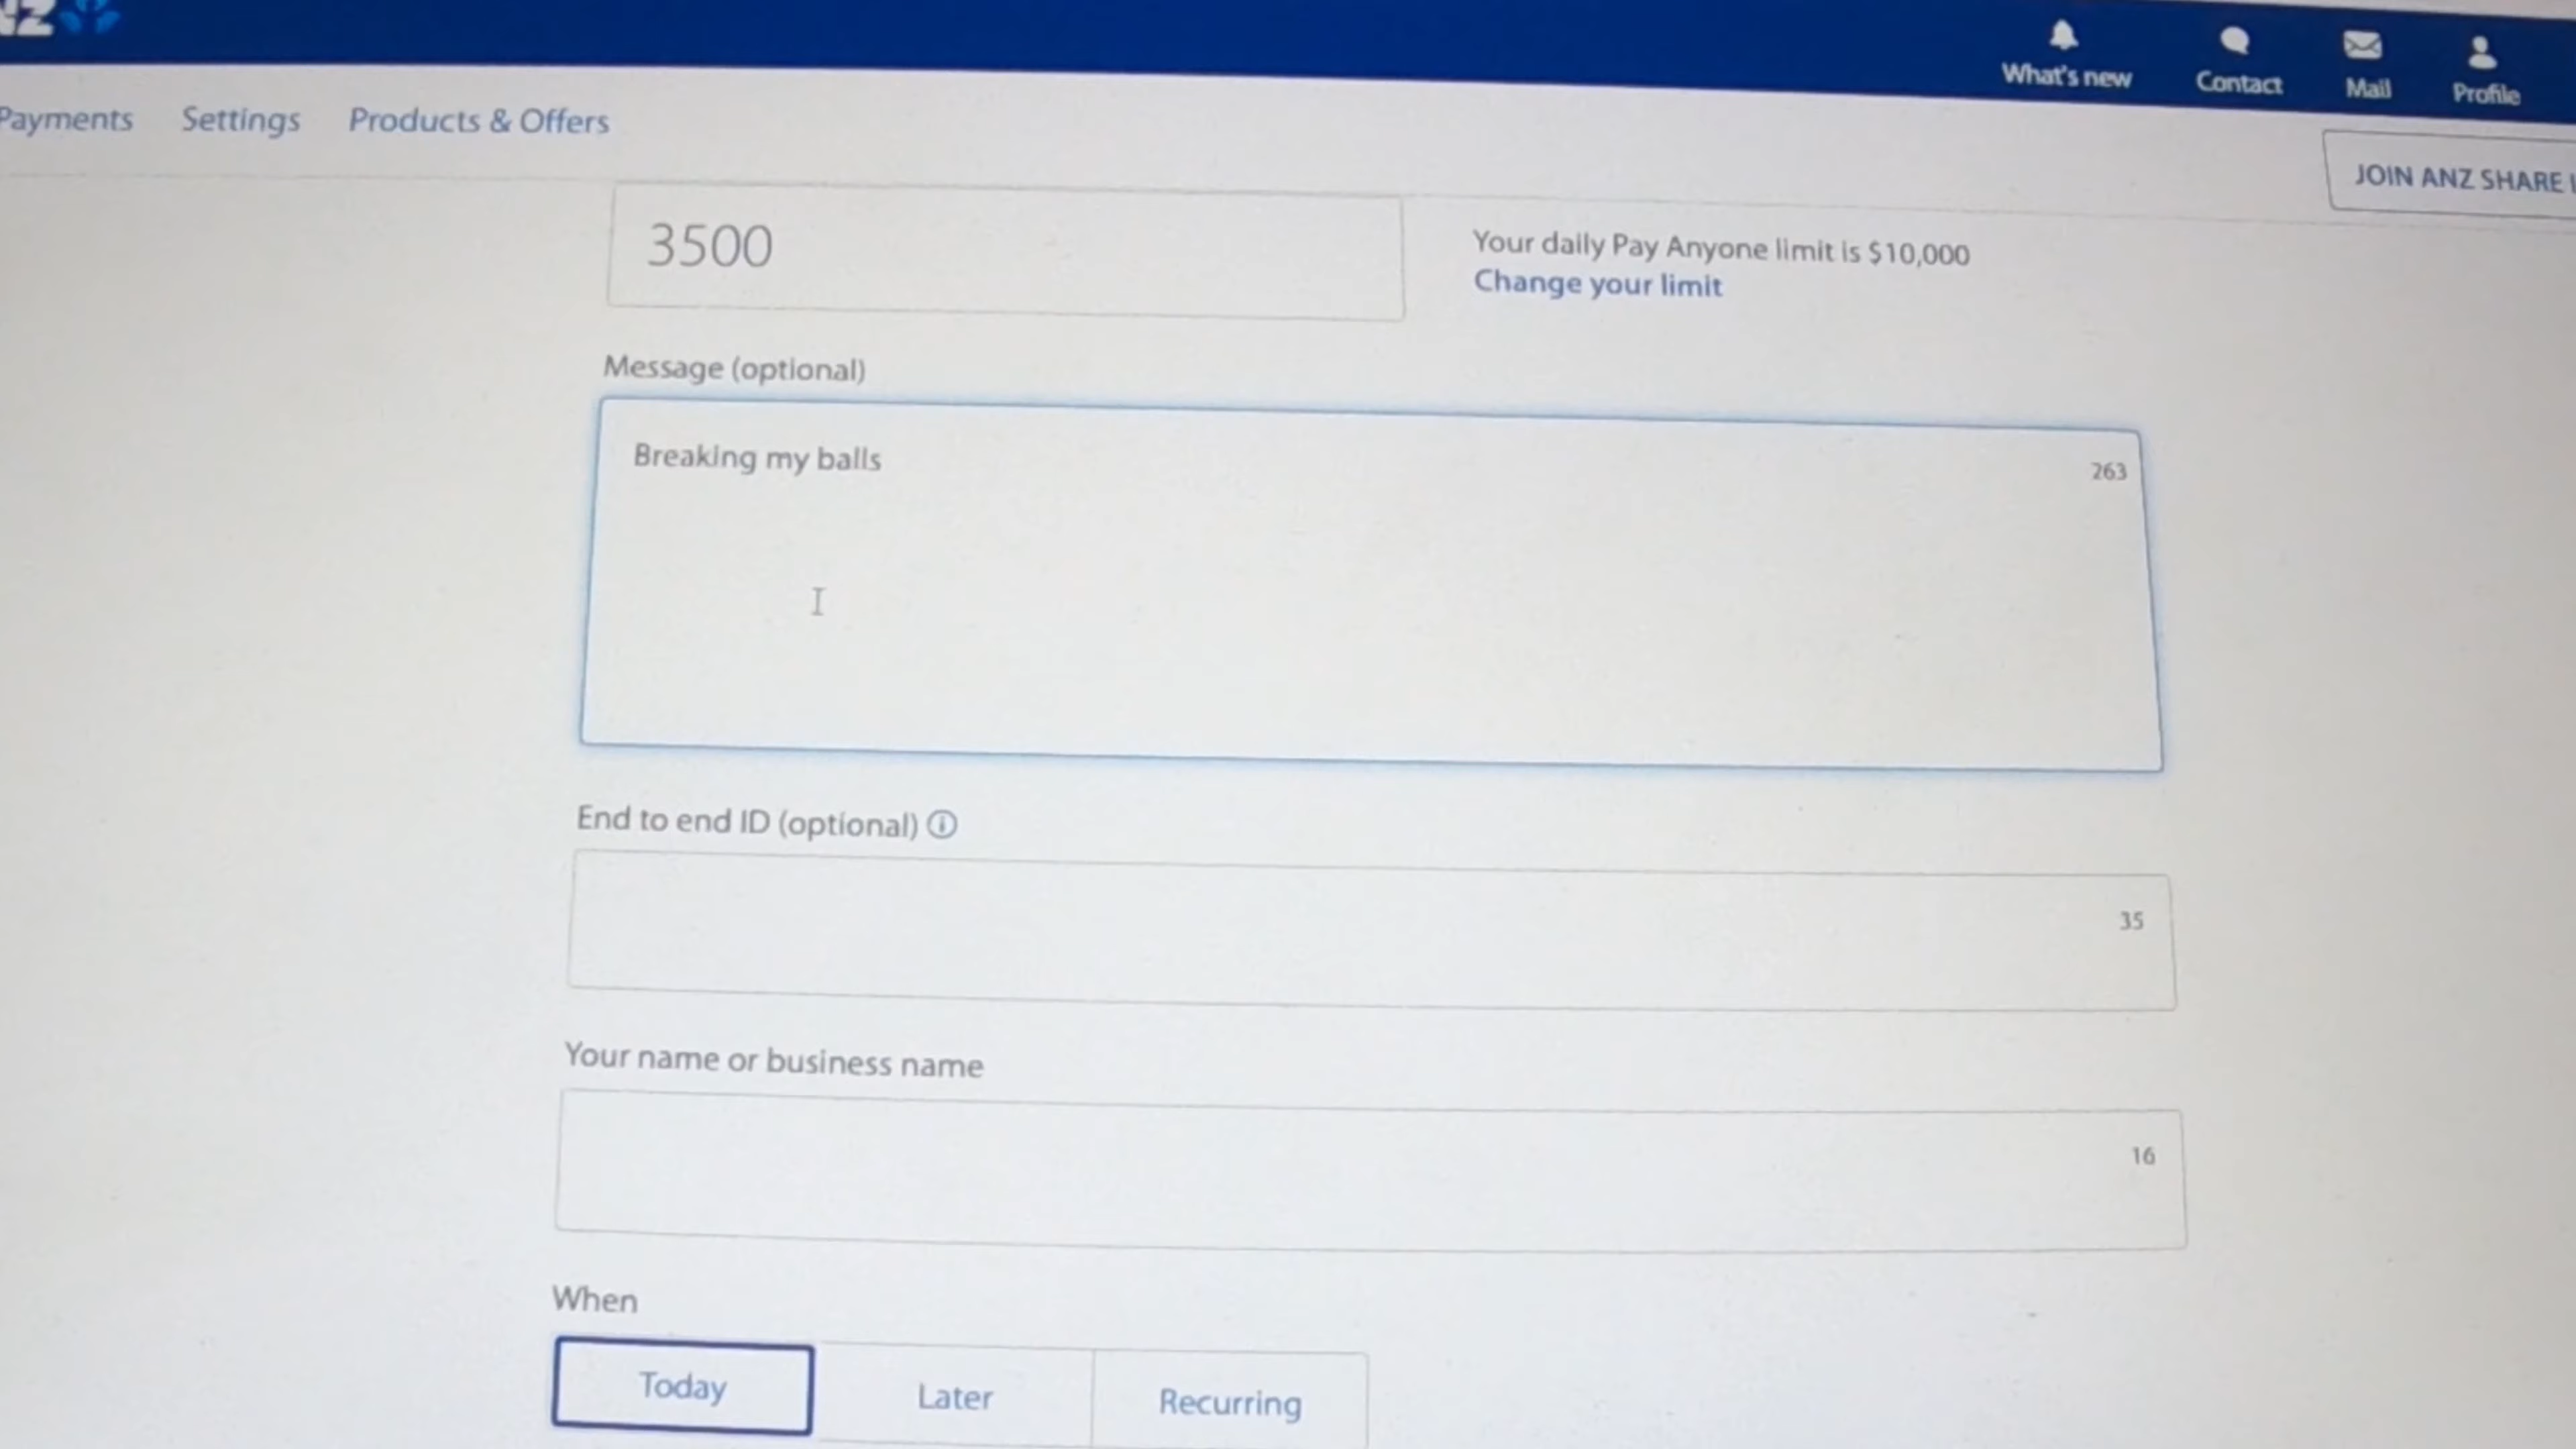 NZ
What's new
Contact
Mail
Profile
Payments
Settings
Products & Offers
JOIN ANZ SHARE
3500
Your daily Pay Anyone limit is $10,000
Change your limit
Message (optional)
Breaking my balls
263
End to end ID (optional)
35
Your name or business name
16
When
Today
Later
Recurring